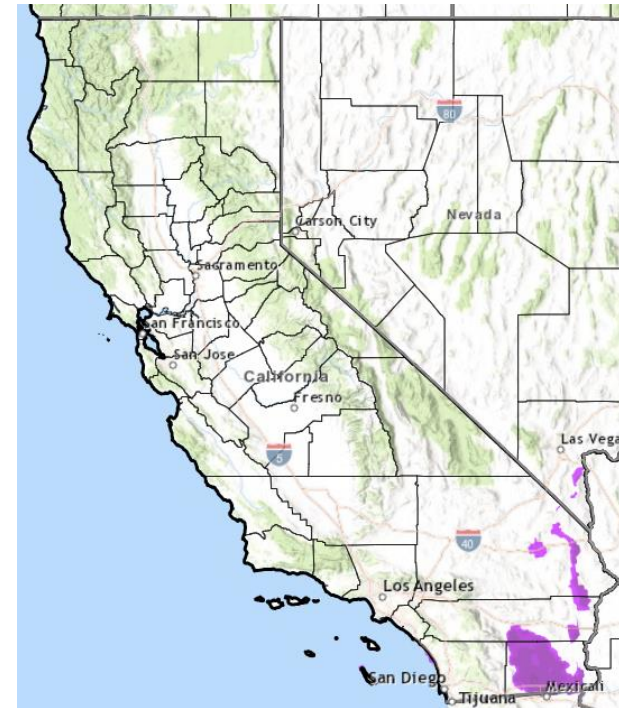 80
Carson City
Nevada
Sacramento
San Francisco
San Jose
California
Fresno
5
Las Vega
40
Los Angeles
San Diego
Mexicali
Tijuana